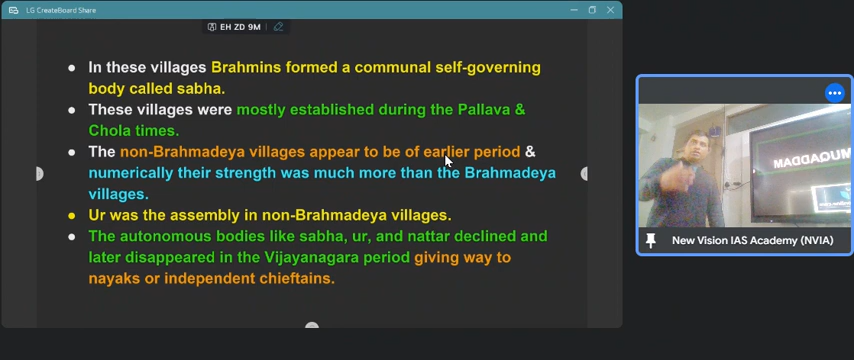 LG CreateBoard Share
EH ZD 9M
In these villages Brahmins formed a communal self-governing
body called sabha.
These villages were mostly established during the Pallava &
Chola times.
The non-Brahmadeya villages appear to be of earlier period &
numerically their strength was much more than the Brahmadeya
villages.
Ur was the assembly in non-Brahmadeya villages.
The autonomous bodies like sabha, ur, and nattar declined and
later disappeared in the Vijayanagara period giving way to
nayaks or independent chieftains.
MUQADDAM
New Vision IAS Academy (NVIA)